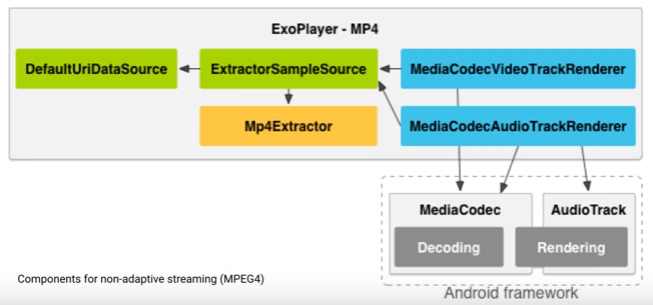 ExoPlayer - MP4
DefaultUriDataSource
ExtractorSampleSource
MediaCodecVideoTrackRenderer
Mp4Extractor
MediaCodecAudioTrackRenderer
MediaCodec
AudioTrack
Decoding
Rendering
Components for non-adaptive streaming (MPEG4)
Android framework